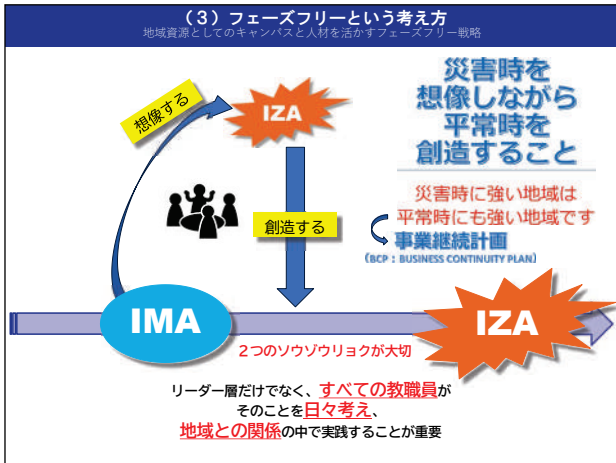 （３）フェーズフリーという考え方
地域資源としてのキャンパスと人材を活かすフェーズフリー戦略
想像する
IZA
災害時を
想像しながら
平常時を
創造すること
創造する
災害時に強い地域は
平常時にも強い地域です
事業継続計画
（BCP：BUSINESS CONTINUITY PLAN）
IMA
IZA
２つのソウゾウリョクが大切
リーダー層だけでなく、すべての教職員が
そのことを日々考え、
地域との関係の中で実践することが重要